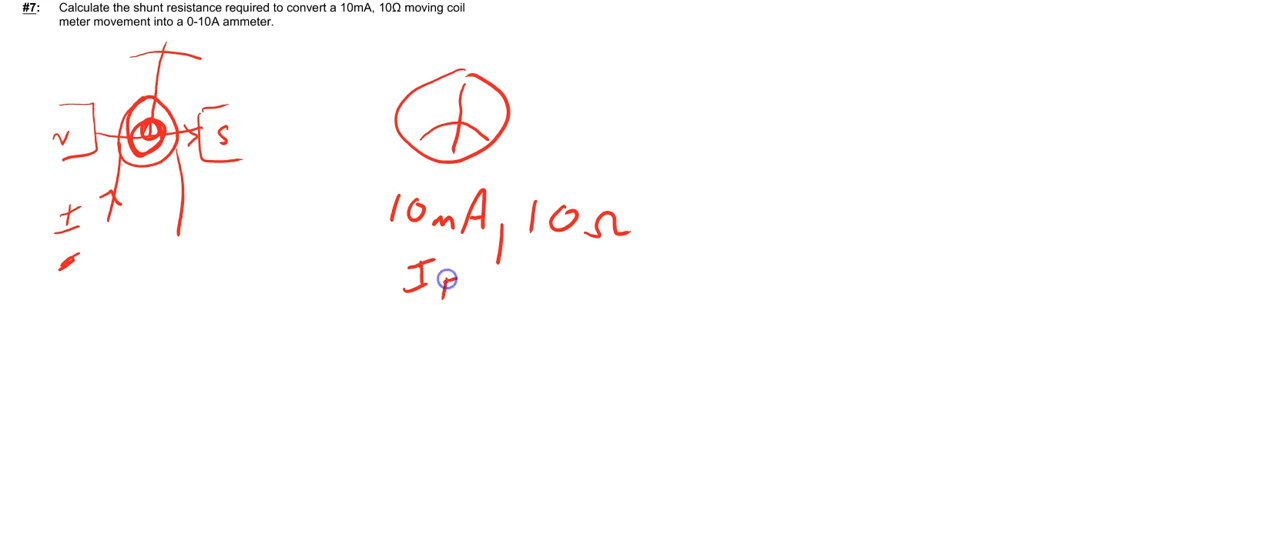 #7: Calculate the shunt resistance required to convert a 10mA, 10Ω moving coil
meter movement into a 0-10A ammeter.
N
S
±
10mA, 10Ω
I